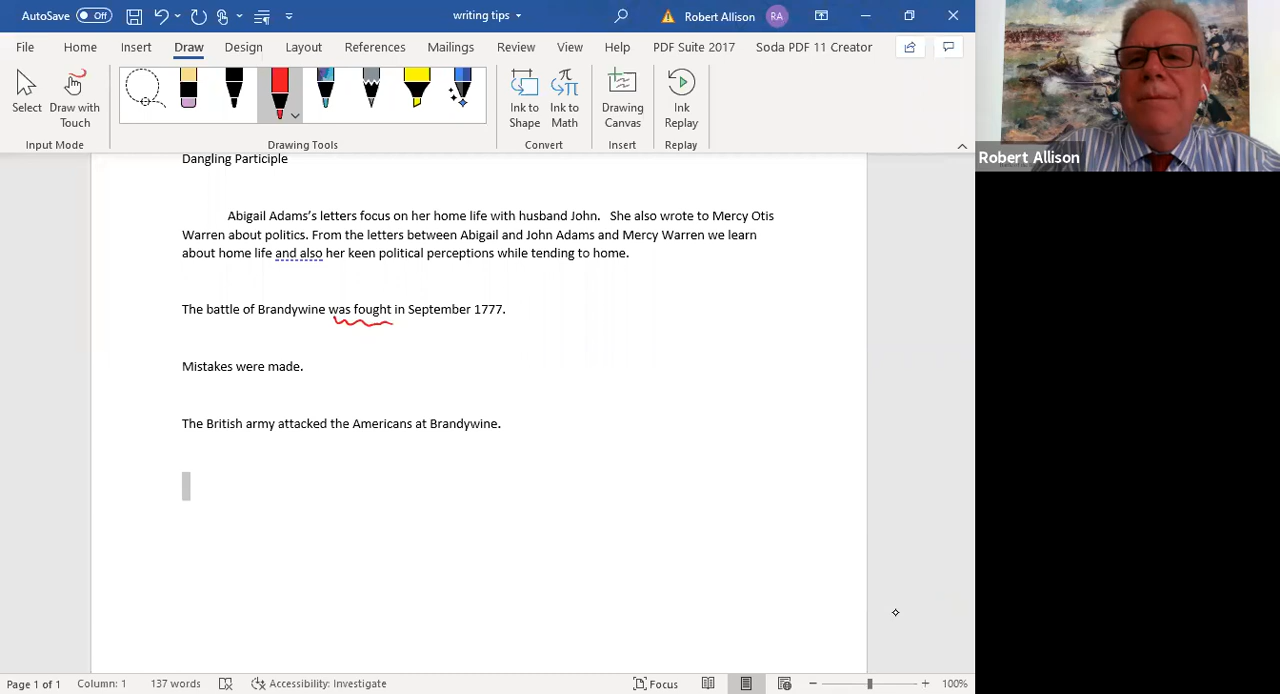 AutoSave Off writing tips Robert Allison RA
File Home Insert Draw Design Layout References Mailings Review View Help PDF Suite 2017 Soda PDF 11 Creator
Select Draw with Touch Ink to Shape Ink to Math Drawing Canvas Ink Replay
Input Mode Drawing Tools Convert Insert Replay
Robert Allison
Dangling Participle
Abigail Adams's letters focus on her home life with husband John. She also wrote to Mercy Otis
Warren about politics. From the letters between Abigail and John Adams and Mercy Warren we learn
about home life and also her keen political perceptions while tending to home.
The battle of Brandywine was fought in September 1777.
Mistakes were made.
The British army attacked the Americans at Brandywine.
Page 1 of 1 Column: 1 137 words Accessibility: Investigate Focus 100%